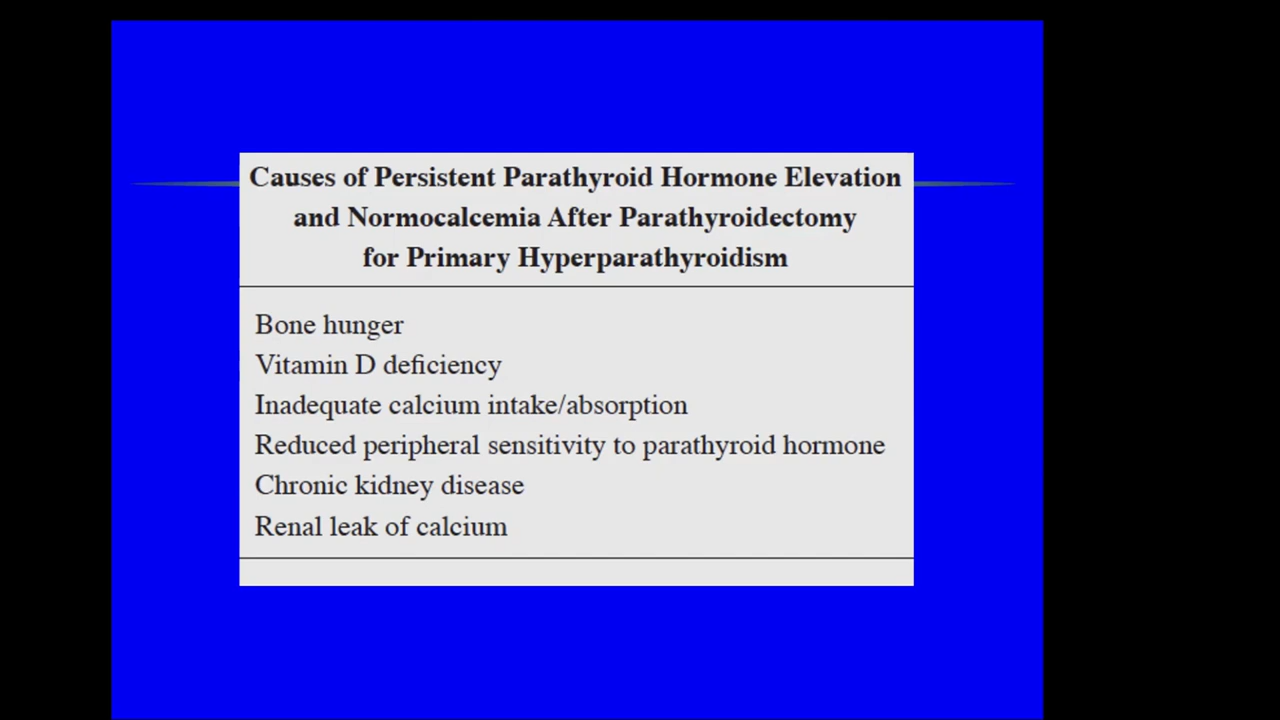 Causes of Persistent Parathyroid Hormone Elevation
and Normocalcemia After Parathyroidectomy
for Primary Hyperparathyroidism
Bone hunger
Vitamin D deficiency
Inadequate calcium intake/absorption
Reduced peripheral sensitivity to parathyroid hormone
Chronic kidney disease
Renal leak of calcium